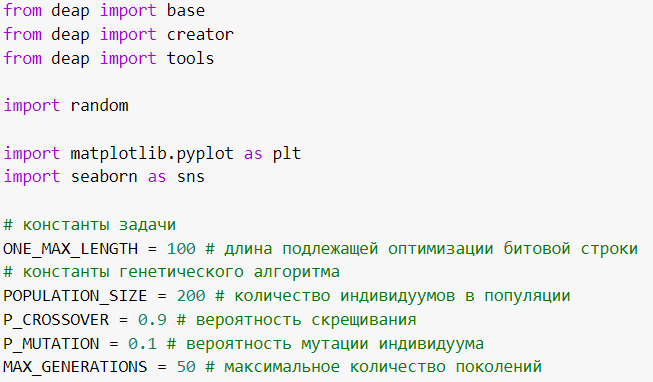 from deap import base
from deap import creator
from deap import tools
import random
import matplotlib.pyplot as plt
import seaborn as sns
# константы задачи
ONE_MAX_LENGTH = 100 # длина подлежащей оптимизации битовой строки
# константы генетического алгоритма
POPULATION_SIZE = 200 # количество индивидуумов в популяции
P_CROSSOVER = 0.9 # вероятность скрещивания
P_MUTATION = 0.1 # вероятность мутации индивидуума
MAX_GENERATIONS = 50 # максимальное количество поколений